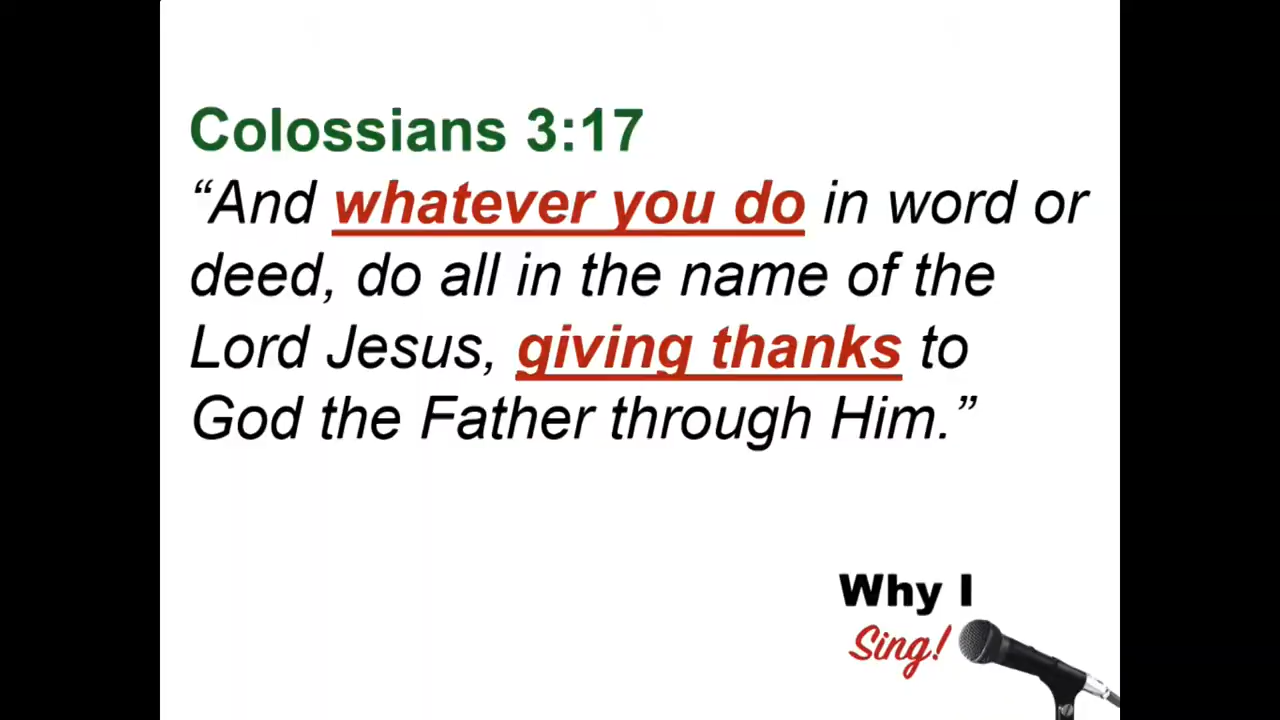 Colossians 3:17
“And whatever you do in word or
deed, do all in the name of the
Lord Jesus, giving thanks to
God the Father through Him.”
Why I
Sing!